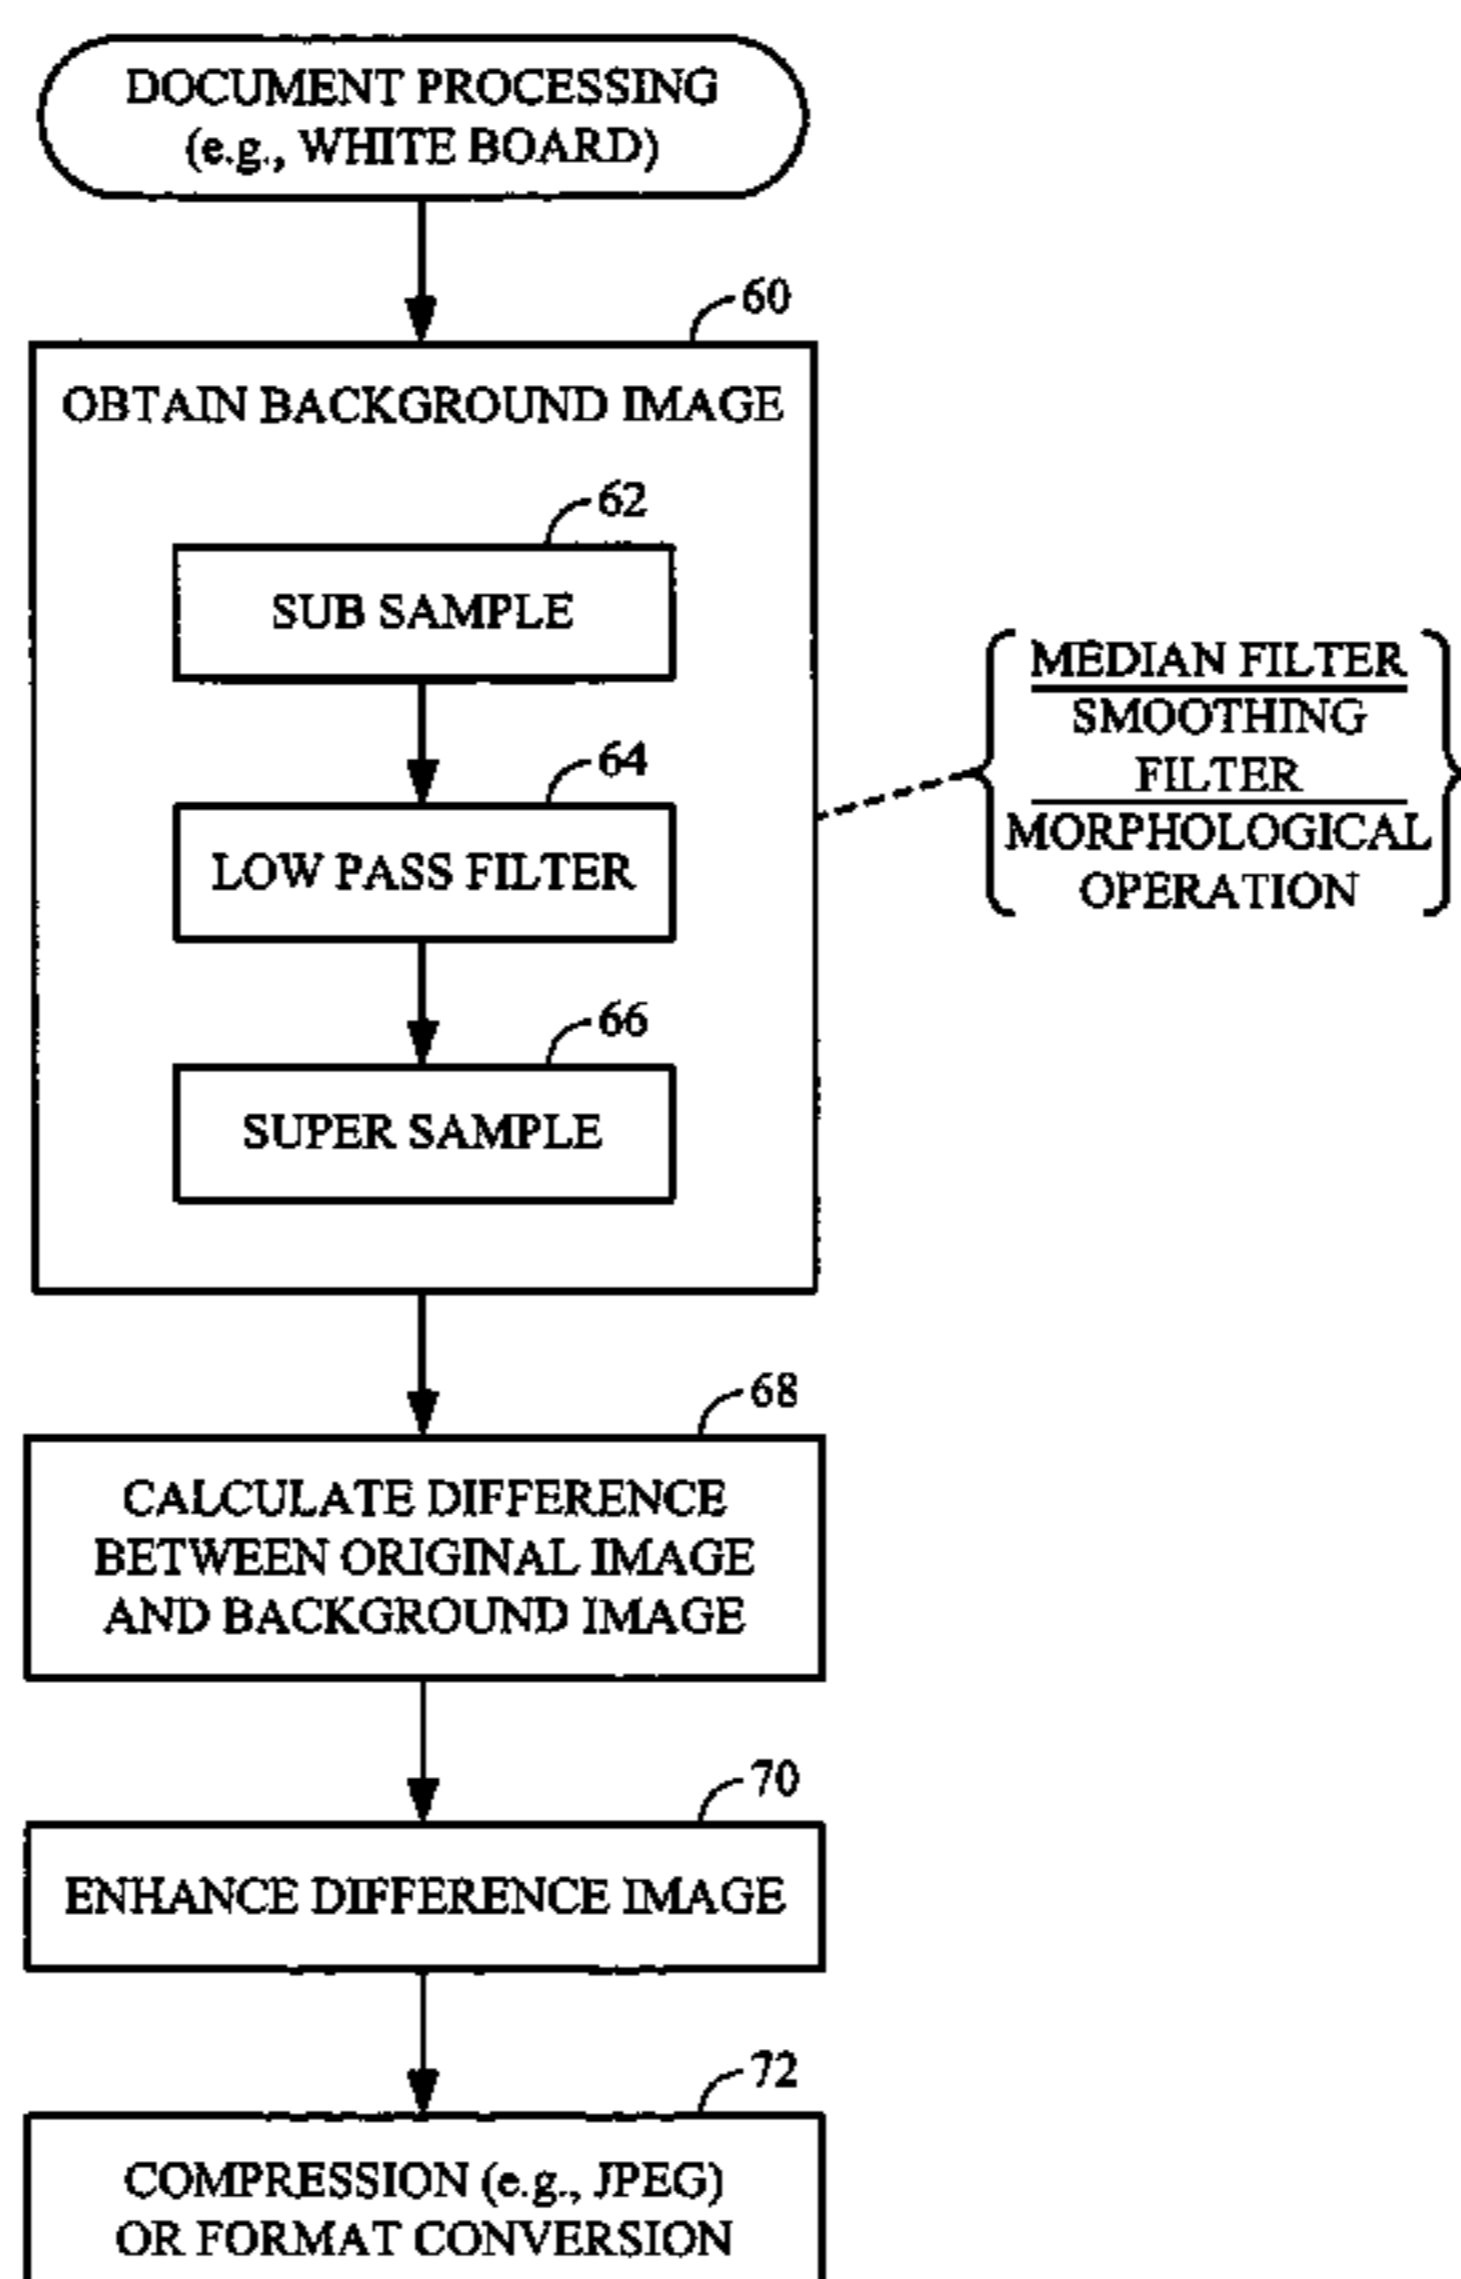 DOCUMENT PROCESSING
(e.g., WHITE BOARD)
60
OBTAIN BACKGROUND IMAGE
62
SUB SAMPLE
64
LOW PASS FILTER
66
SUPER SAMPLE
MEDIAN FILTER
SMOOTHING
FILTER
MORPHOLOGICAL
OPERATION
68
CALCULATE DIFFERENCE
BETWEEN ORIGINAL IMAGE
AND BACKGROUND IMAGE
70
ENHANCE DIFFERENCE IMAGE
72
COMPRESSION (e.g., JPEG)
OR FORMAT CONVERSION